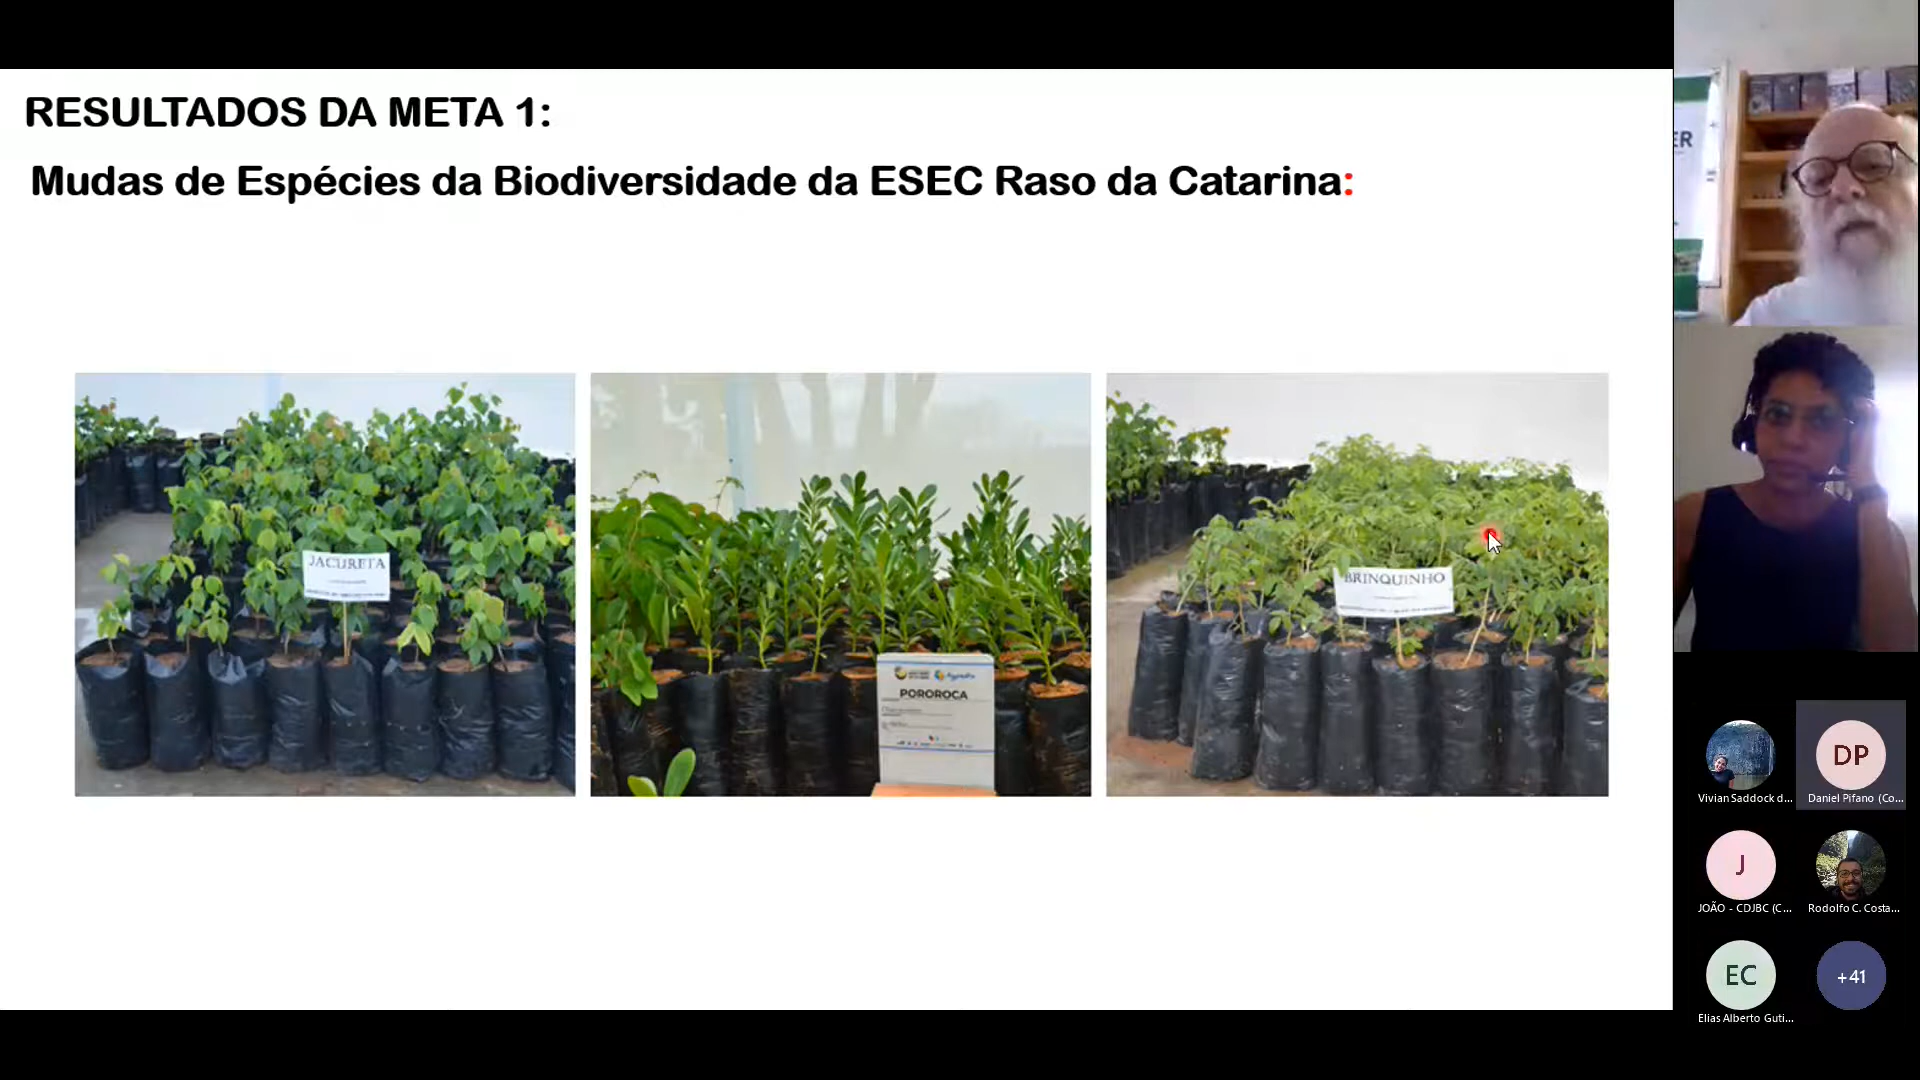 RESULTADOS DA META 1:
Mudas de Espécies da Biodiversidade da ESEC Raso da Catarina:
JACURETA
POROROCA
BRINQUINHO
ER
Vivian Saddock d...
DP
Daniel Pifano (Co...
J
JOÃO - CDJBC (C...
Rodolfo C. Costa...
EC
Elias Alberto Guti...
+41